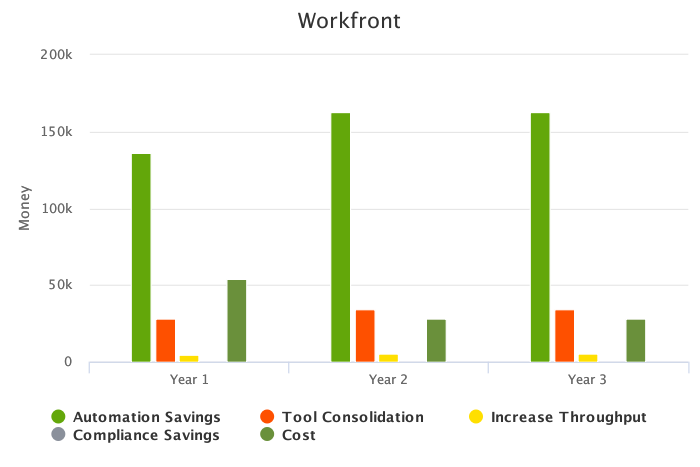 Workfront
200k
150k
100k
50k
0
Money
Year 1 Year 2 Year 3
Automation Savings Tool Consolidation Increase Throughput
Compliance Savings Cost